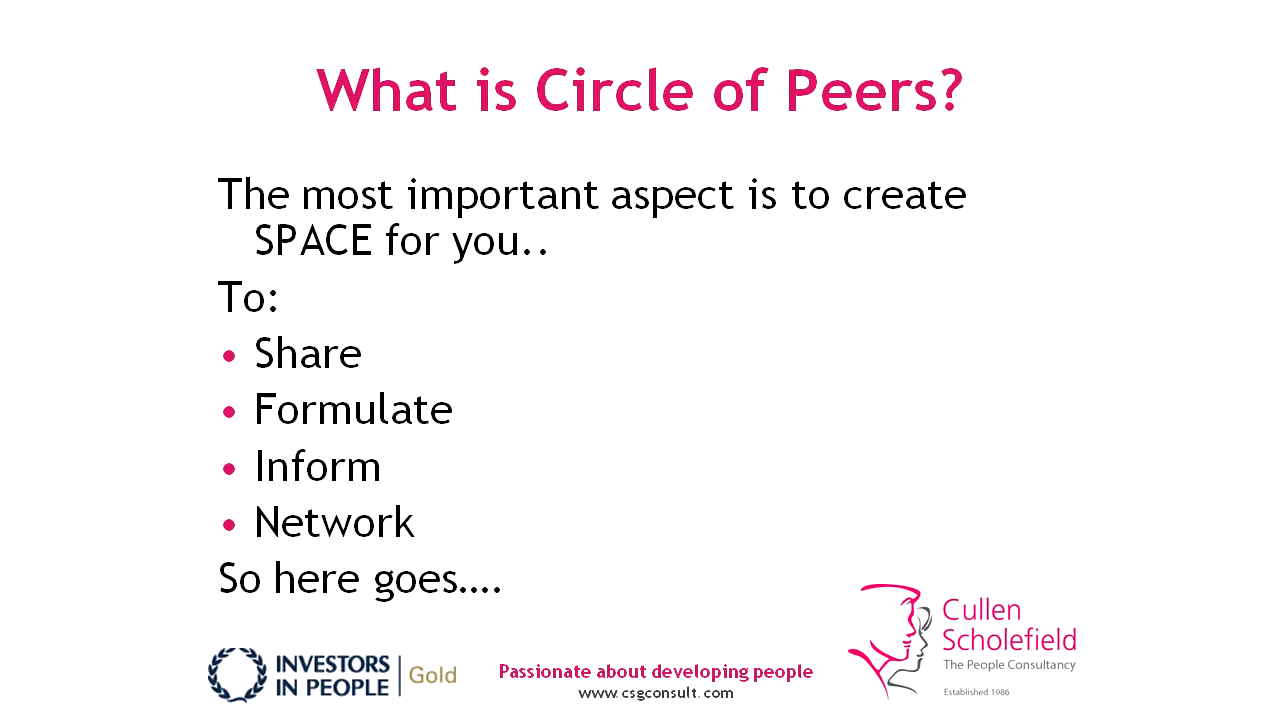 What is Circle of Peers?
The most important aspect is to create
SPACE for you..
To:
• Share
• Formulate
• Inform
• Network
So here goes....
INVESTORS
IN PEOPLE
Gold
Passionate about developing people
www.csgconsult.com
Cullen
Scholefield
The People Consultancy
Established 1986